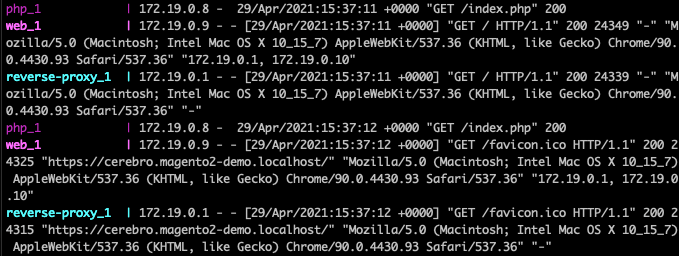 php_1           | 172.19.0.8 -  29/Apr/2021:15:37:11 +0000 "GET /index.php" 200
web_1           | 172.19.0.9 - - [29/Apr/2021:15:37:11 +0000] "GET / HTTP/1.1" 200 24349 "-" "M
ozilla/5.0 (Macintosh; Intel Mac OS X 10_15_7) AppleWebKit/537.36 (KHTML, like Gecko) Chrome/90.
0.4430.93 Safari/537.36" "172.19.0.1, 172.19.0.10"
reverse-proxy_1 | 172.19.0.1 - - [29/Apr/2021:15:37:11 +0000] "GET / HTTP/1.1" 200 24339 "-" "M
ozilla/5.0 (Macintosh; Intel Mac OS X 10_15_7) AppleWebKit/537.36 (KHTML, like Gecko) Chrome/90.
0.4430.93 Safari/537.36" "-"
php_1           | 172.19.0.8 -  29/Apr/2021:15:37:12 +0000 "GET /index.php" 200
web_1           | 172.19.0.9 - - [29/Apr/2021:15:37:12 +0000] "GET /favicon.ico HTTP/1.1" 200 2
4325 "https://cerebro.magento2-demo.localhost/" "Mozilla/5.0 (Macintosh; Intel Mac OS X 10_15_7)
 AppleWebKit/537.36 (KHTML, like Gecko) Chrome/90.0.4430.93 Safari/537.36" "172.19.0.1, 172.19.0
.10"
reverse-proxy_1 | 172.19.0.1 - - [29/Apr/2021:15:37:12 +0000] "GET /favicon.ico HTTP/1.1" 200 2
4315 "https://cerebro.magento2-demo.localhost/" "Mozilla/5.0 (Macintosh; Intel Mac OS X 10_15_7)
 AppleWebKit/537.36 (KHTML, like Gecko) Chrome/90.0.4430.93 Safari/537.36" "-"